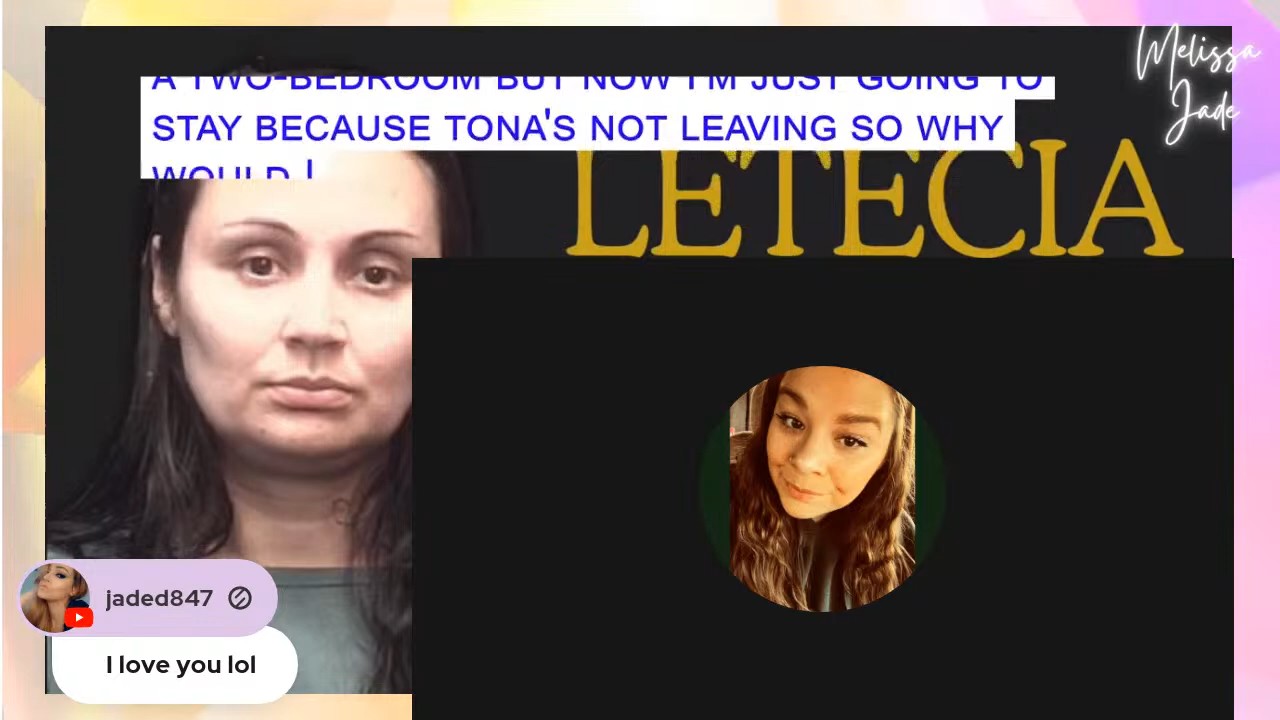 Melissa
Jade
A TWO-BEDROOM BUT NOW I'M JUST GOING TO
STAY BECAUSE TONA'S NOT LEAVING SO WHY
WOULD I
LETECIA
jaded847
I love you lol